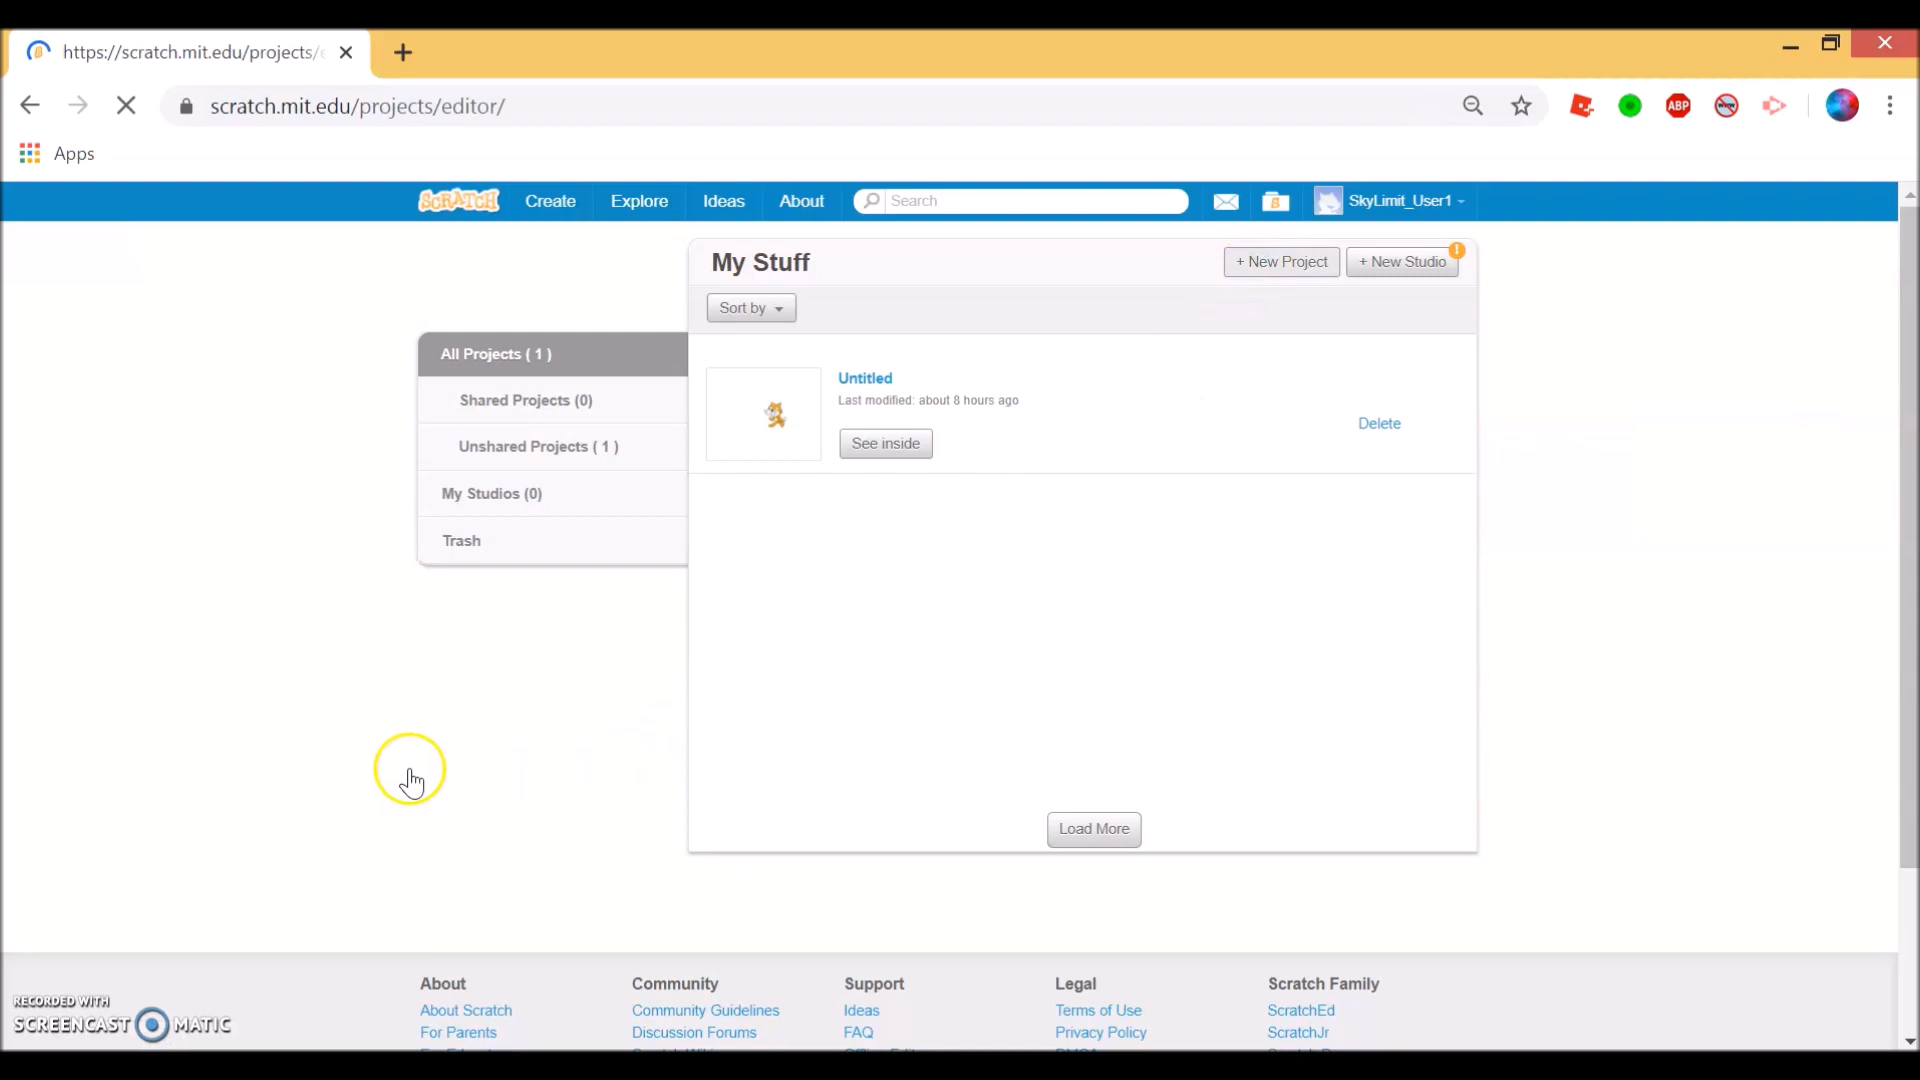 https://scratch.mit.edu/projects/e
scratch.mit.edu/projects/editor/
ABP
Apps
SCRATCH
Create
Explore
Ideas
About
Search
SkyLimit_User1
My Stuff
+ New Project
+ New Studio
!
Sort by
All Projects ( 1 )
Shared Projects (0)
Unshared Projects ( 1 )
My Studios (0)
Trash
Untitled
Last modified: about 8 hours ago
See inside
Delete
Load More
About
About Scratch
For Parents
Community
Community Guidelines
Discussion Forums
Support
Ideas
FAQ
Legal
Terms of Use
Privacy Policy
DMCA
Scratch Family
ScratchEd
ScratchJr
RECORDED WITH
SCREENCAST MATIC